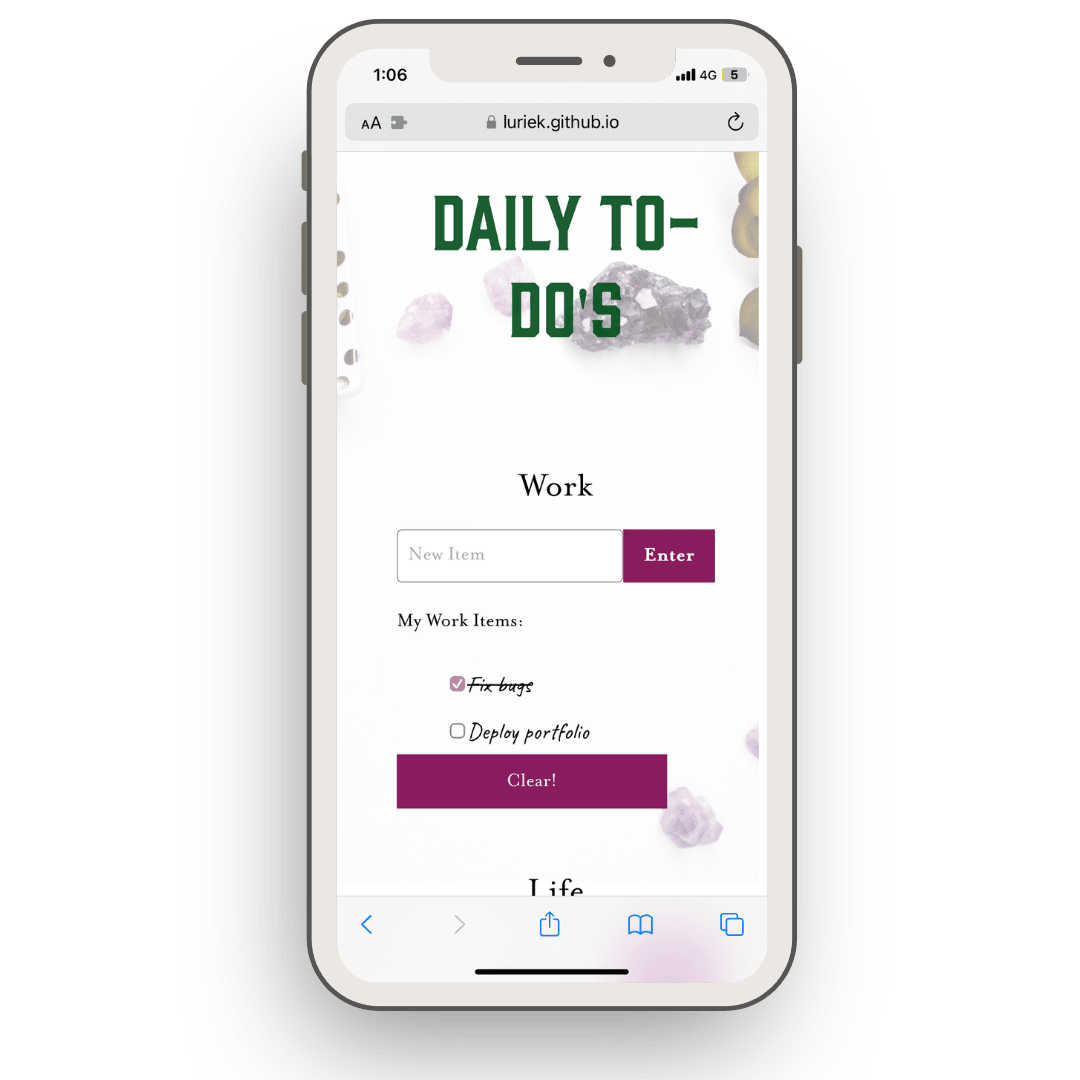 1:06 4G 5
AA luriek.github.io
DAILY TO-
DO'S
Work
New Item Enter
My Work Items:
Fix bugs
Deploy portfolio
Clear!
Life